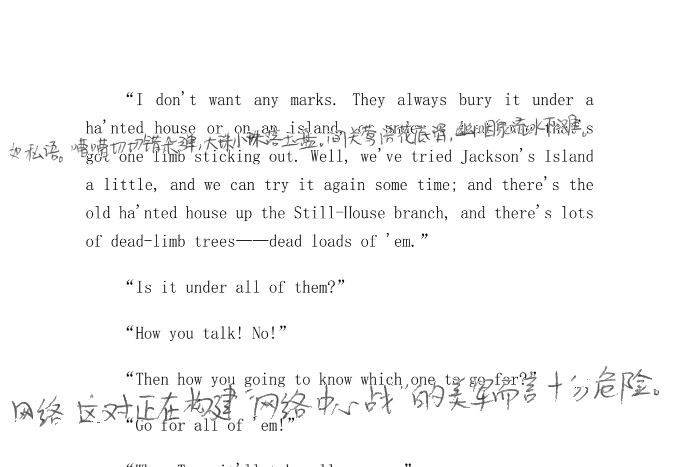 “I don't want any marks. They always bury it under a
ha'nted house or on an island,
如私语。嘈嘈切切错杂弹,大珠小珠落玉盘。间关莺语花底滑,幽咽泉流水下滩。
got one limb sticking out. Well, we've tried Jackson's Island
a little, and we can try it again some time; and there's the
old ha'nted house up the Still-House branch, and there's lots
of dead-limb trees——dead loads of 'em.”
“Is it under all of them?”
“How you talk! No!”
“Then how you going to know which one to go for?”
网络 这对正在构建“网络中心战”的美军而言十分危险。
“Go for all of 'em!”